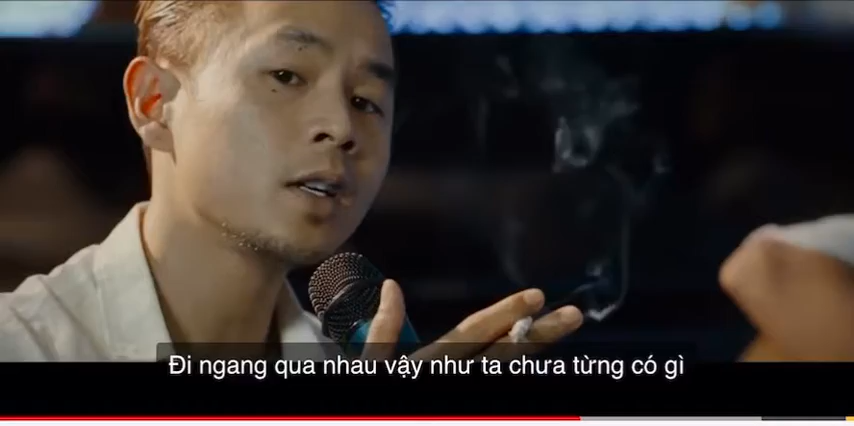 Đi ngang qua nhau vậy như ta chưa từng có gì